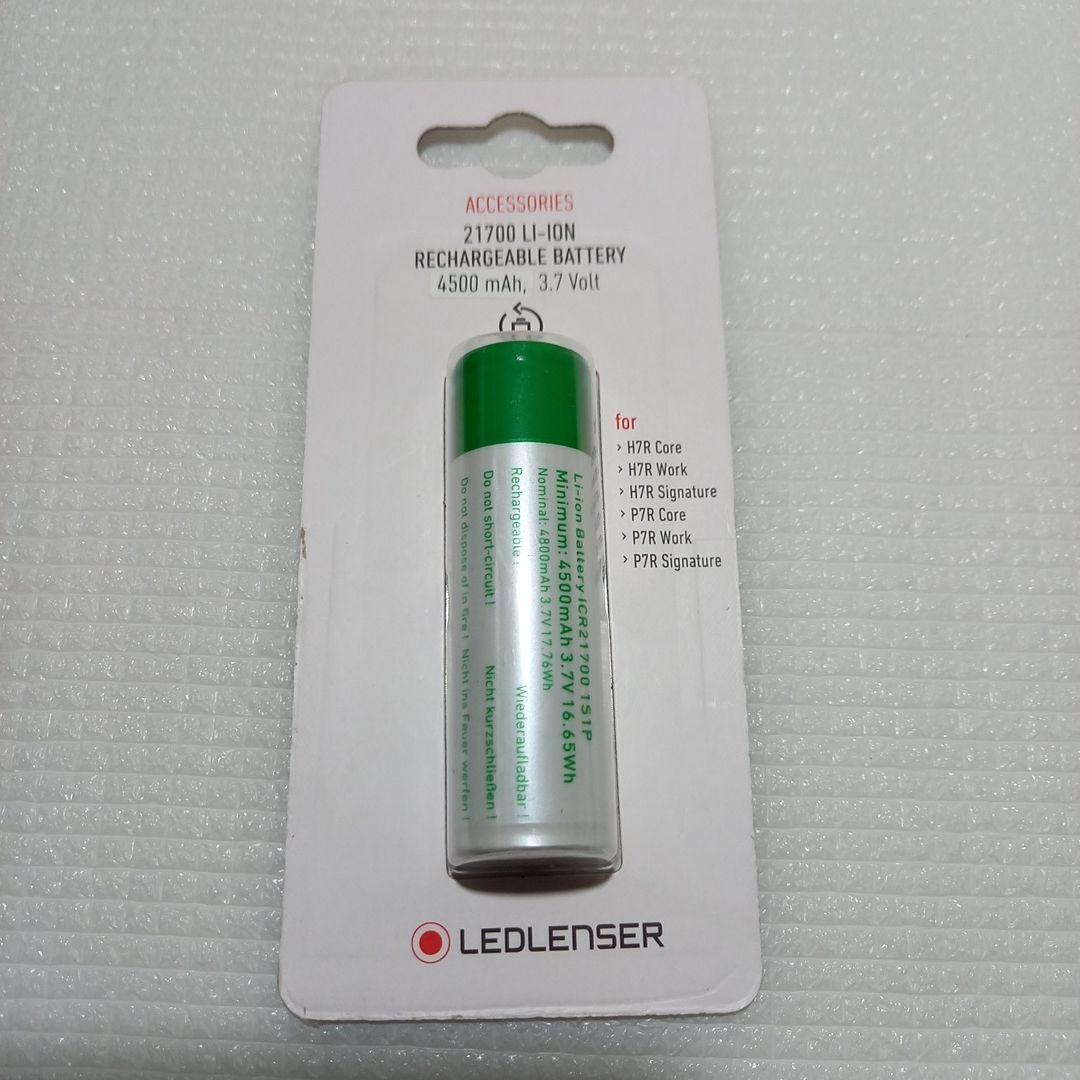 ACCESSORIES
21700 LI-ION
RECHARGEABLE BATTERY
4500 mAh, 3.7 Volt
for
› H7R Core
› H7R Work
› H7R Signature
› P7R Core
› P7R Work
› P7R Signature
Li-ion Battery ICR21700 1S1P
Minimum: 4500mAh 3.7V 16.65Wh
Nominal: 4800mAh 3.7V 17.76Wh
Rechargeable ! Wiederaufladbar !
Do not short-circuit ! Nicht kurzschließen !
Do not dispose of in fire ! Nicht ins Feuer werfen !
LEDLENSER